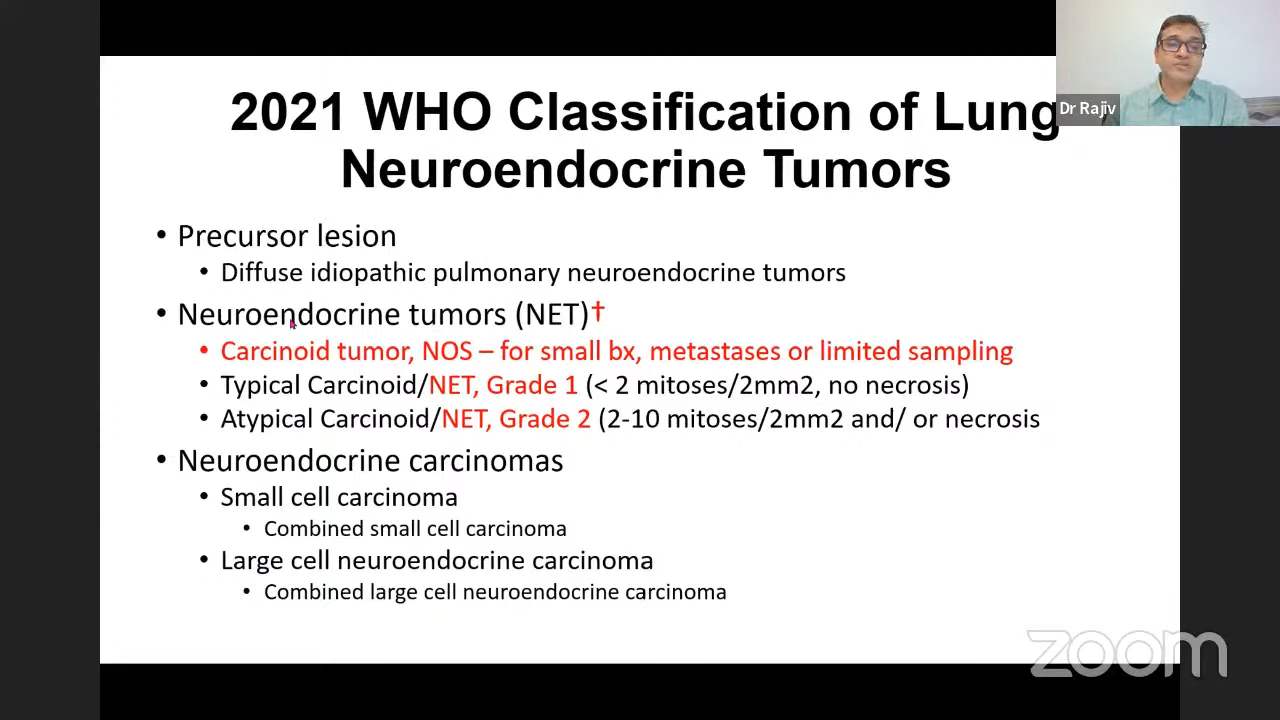 2021 WHO Classification of Lung
Neuroendocrine Tumors
Dr Rajiv
• Precursor lesion
• Diffuse idiopathic pulmonary neuroendocrine tumors
• Neuroendocrine tumors (NET)†
• Carcinoid tumor, NOS – for small bx, metastases or limited sampling
• Typical Carcinoid/NET, Grade 1 (< 2 mitoses/2mm2, no necrosis)
• Atypical Carcinoid/NET, Grade 2 (2-10 mitoses/2mm2 and/ or necrosis
• Neuroendocrine carcinomas
• Small cell carcinoma
• Combined small cell carcinoma
• Large cell neuroendocrine carcinoma
• Combined large cell neuroendocrine carcinoma
zoom